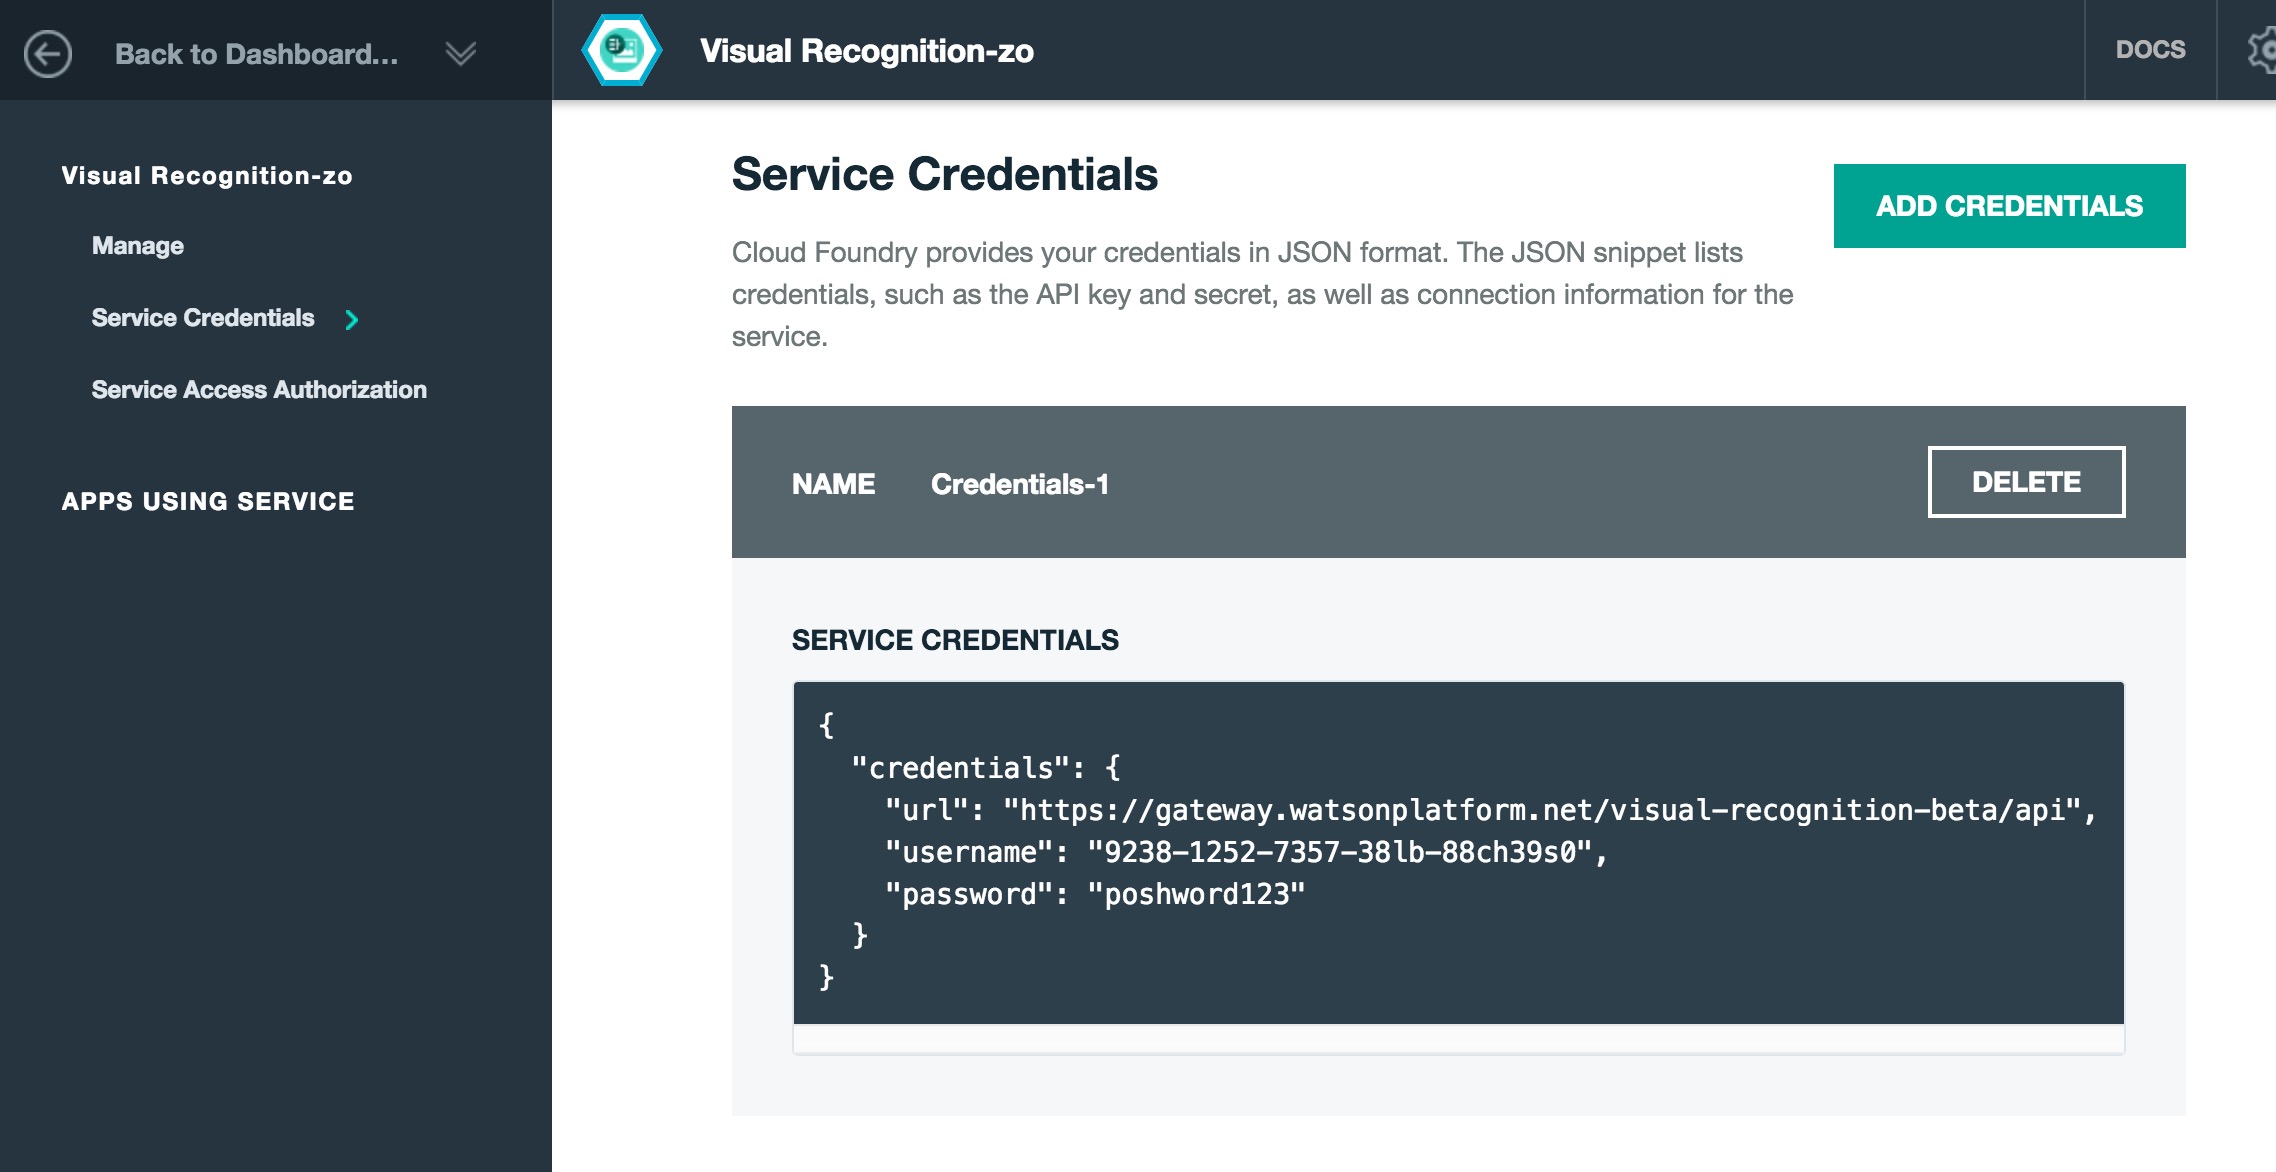 Back to Dashboard...
Visual Recognition-zo
DOCS
Visual Recognition-zo
Manage
Service Credentials
Service Access Authorization
APPS USING SERVICE
Service Credentials
ADD CREDENTIALS
Cloud Foundry provides your credentials in JSON format. The JSON snippet lists
credentials, such as the API key and secret, as well as connection information for the
service.
NAME Credentials-1
DELETE
SERVICE CREDENTIALS
{
"credentials": {
"url": "https://gateway.watsonplatform.net/visual-recognition-beta/api",
"username": "9238-1252-7357-38lb-88ch39s0",
"password": "poshword123"
}
}